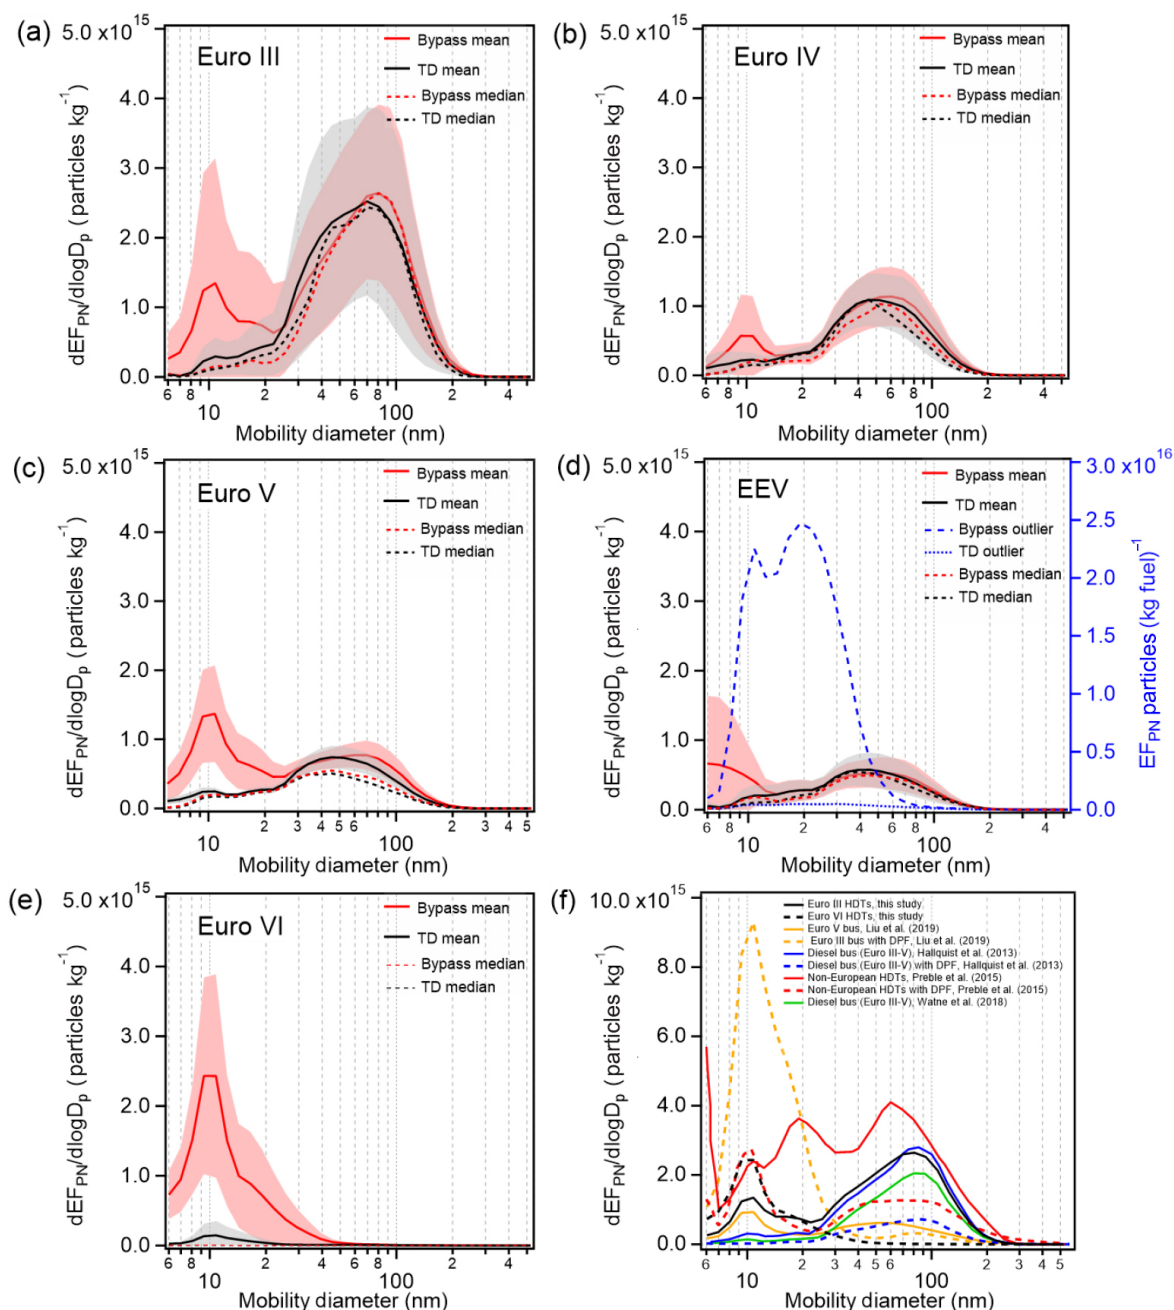 (a)
5.0 x10¹⁵
4.0
3.0
2.0
1.0
0.0
dEF_PN/dlogD_p ( particles kg⁻¹)
Euro III
Bypass mean
TD mean
Bypass median
TD median
6 8 10 2 4 6 8 100 2 4
Mobility diameter (nm)
(b)
5.0 x10¹⁵
4.0
3.0
2.0
1.0
0.0
dEF_PN/dlogD_p ( particles kg⁻¹)
Euro IV
Bypass mean
TD mean
Bypass median
TD median
6 8 10 2 4 6 8 100 2 4
Mobility diameter (nm)
(c)
5.0 x10¹⁵
4.0
3.0
2.0
1.0
0.0
dEF_PN/dlogD_p ( particles kg⁻¹)
Euro V
Bypass mean
TD mean
Bypass median
TD median
6 8 10 2 3 4 5 6 100 2 3 4 5
Mobility diameter (nm)
(d)
5.0 x10¹⁵
4.0
3.0
2.0
1.0
0.0
dEF_PN/dlogD_p ( particles kg⁻¹)
EEV
Bypass mean
TD mean
Bypass outlier
TD outlier
Bypass median
TD median
3.0 x10¹⁶
2.5
2.0
1.5
1.0
0.5
0.0
EF_PN particles (kg fuel)⁻¹
6 8 10 2 4 6 8 100 2 4
Mobility diameter (nm)
(e)
5.0 x10¹⁵
4.0
3.0
2.0
1.0
0.0
dEF_PN/dlogD_p ( particles kg⁻¹)
Euro VI
Bypass mean
TD mean
Bypass median
TD median
6 8 10 2 4 6 8 100 2 4
Mobility diameter (nm)
(f)
10.0 x10¹⁵
8.0
6.0
4.0
2.0
0.0
dEF_PN/dlogD_p ( particles kg⁻¹)
Euro III HDTs, this study
Euro VI HDTs, this study
Euro V bus, Liu et al. (2019)
Euro III bus with DPF, Liu et al. (2019)
Diesel bus (Euro III-V), Hallquist et al. (2013)
Diesel bus (Euro III-V) with DPF, Hallquist et al. (2013)
Non-European HDTs, Preble et al. (2015)
Non-European HDTs with DPF, Preble et al. (2015)
Diesel bus (Euro III-V), Watne et al. (2018)
6 8 10 2 3 4 5 6 100 2 3 4 5
Mobility diameter (nm)